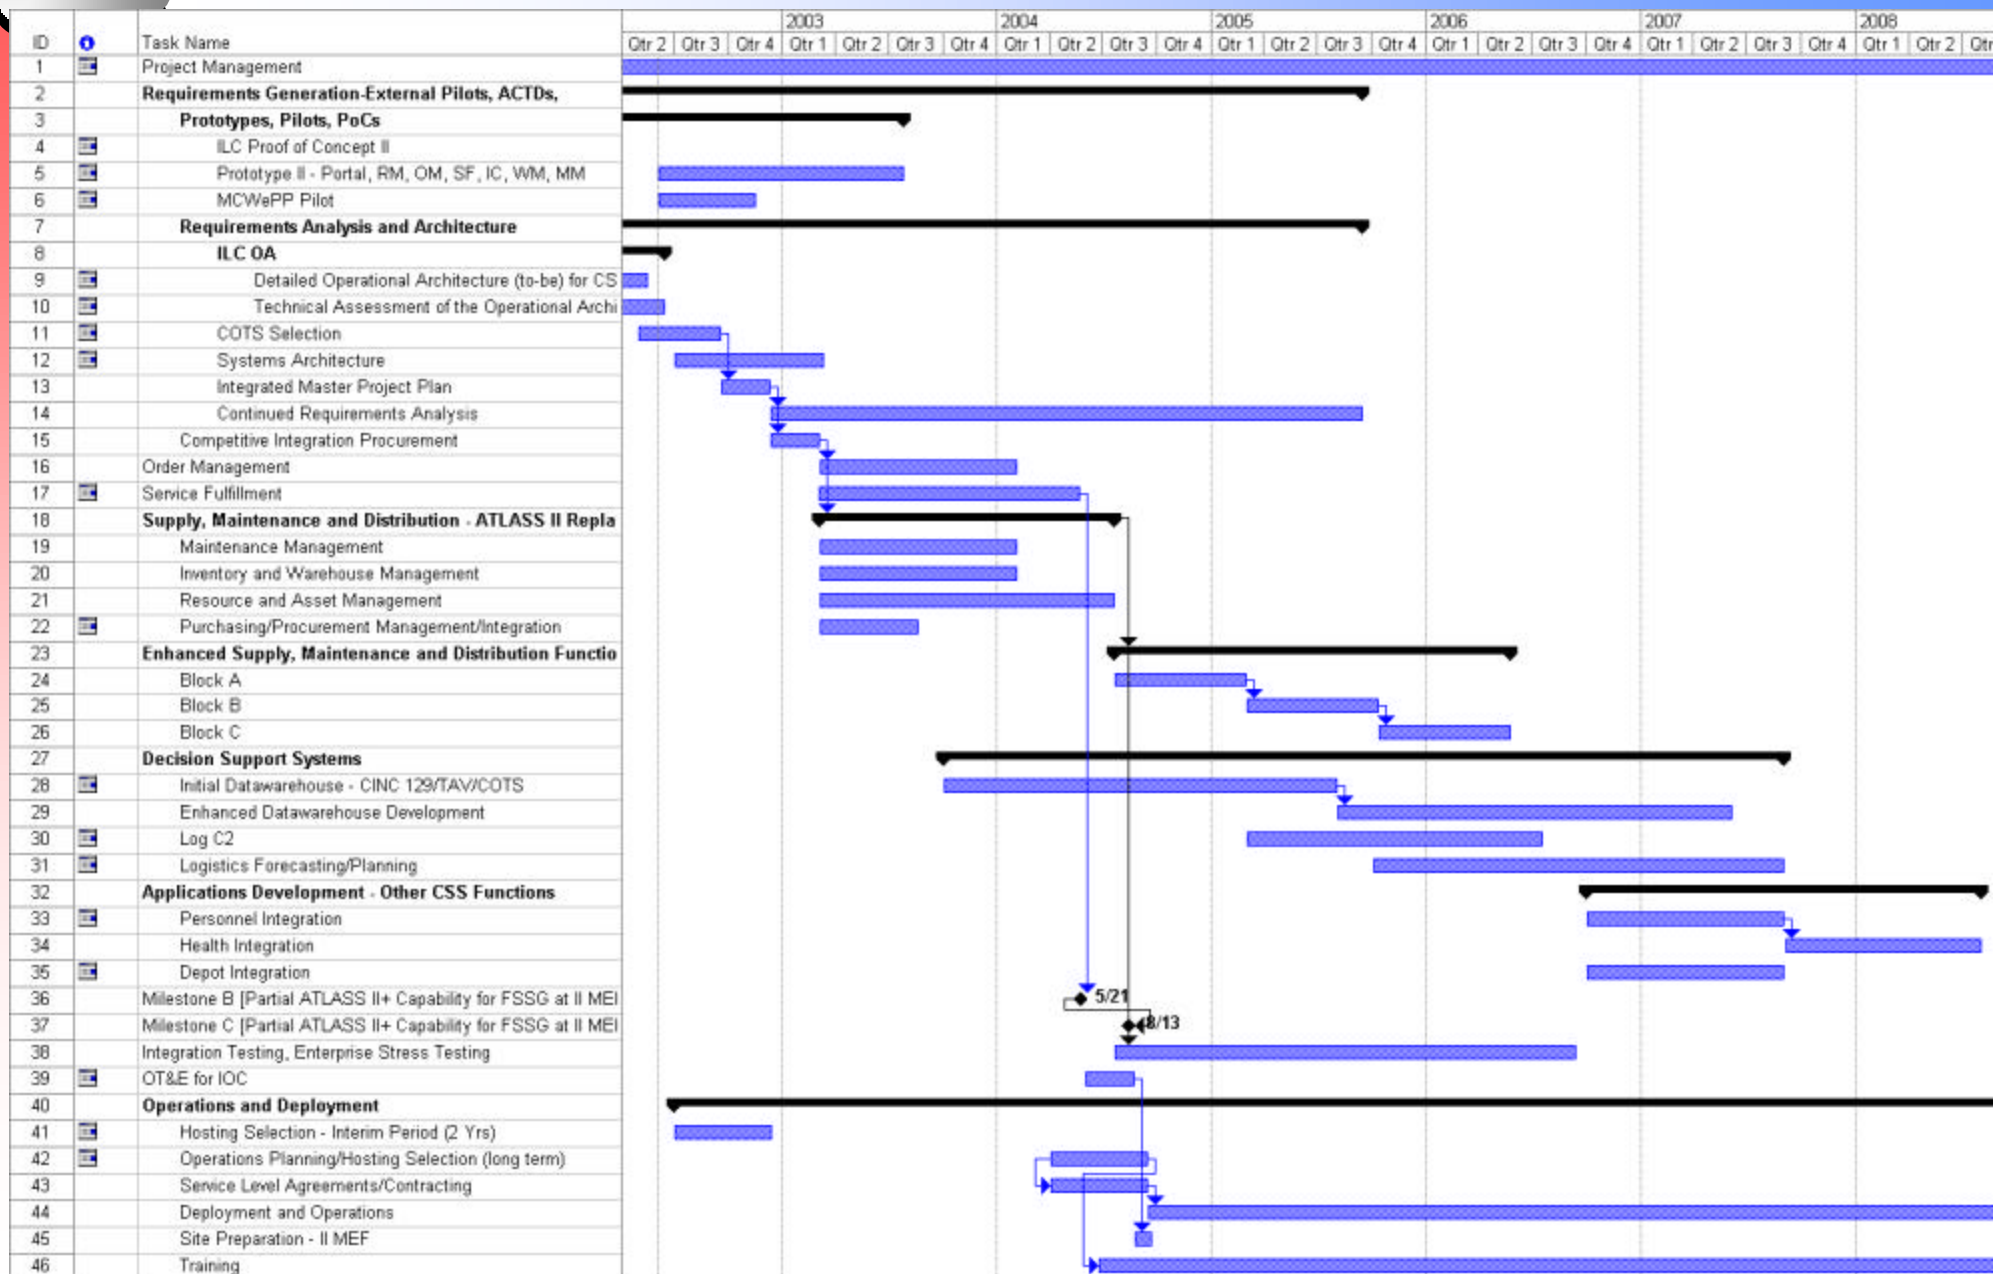 2003 2004 2005 2006 2007 2008
ID Task Name Qtr 2 Qtr 3 Qtr 4 Qtr 1 Qtr 2 Qtr 3 Qtr 4 Qtr 1 Qtr 2 Qtr 3 Qtr 4 Qtr 1 Qtr 2 Qtr 3 Qtr 4 Qtr 1 Qtr 2 Qtr 3 Qtr 4 Qtr 1 Qtr 2 Qtr 3 Qtr 4 Qtr 1 Qtr 2 Qtr
1 Project Management
2 Requirements Generation-External Pilots, ACTDs,
3 Prototypes, Pilots, PoCs
4 ILC Proof of Concept II
5 Prototype II - Portal, RM, OM, SF, IC, WM, MM
6 MCWePP Pilot
7 Requirements Analysis and Architecture
8 ILC OA
9 Detailed Operational Architecture (to-be) for CS
10 Technical Assessment of the Operational Archi
11 COTS Selection
12 Systems Architecture
13 Integrated Master Project Plan
14 Continued Requirements Analysis
15 Competitive Integration Procurement
16 Order Management
17 Service Fulfillment
18 Supply, Maintenance and Distribution - ATLASS II Repla
19 Maintenance Management
20 Inventory and Warehouse Management
21 Resource and Asset Management
22 Purchasing/Procurement Management/Integration
23 Enhanced Supply, Maintenance and Distribution Functio
24 Block A
25 Block B
26 Block C
27 Decision Support Systems
28 Initial Datawarehouse - CINC 129/TAV/COTS
29 Enhanced Datawarehouse Development
30 Log C2
31 Logistics Forecasting/Planning
32 Applications Development - Other CSS Functions
33 Personnel Integration
34 Health Integration
35 Depot Integration
36 Milestone B [Partial ATLASS II+ Capability for FSSG at II MEI 5/21
37 Milestone C [Partial ATLASS II+ Capability for FSSG at II MEI 8/13
38 Integration Testing, Enterprise Stress Testing
39 OT&E for IOC
40 Operations and Deployment
41 Hosting Selection - Interim Period (2 Yrs)
42 Operations Planning/Hosting Selection (long term)
43 Service Level Agreements/Contracting
44 Deployment and Operations
45 Site Preparation - II MEF
46 Training